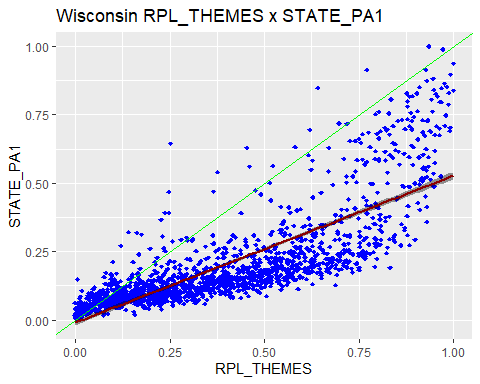 Wisconsin RPL_THEMES x STATE_PA1
STATE_PA1
1.00
0.75
0.50
0.25
0.00
0.00 0.25 0.50 0.75 1.00
RPL_THEMES